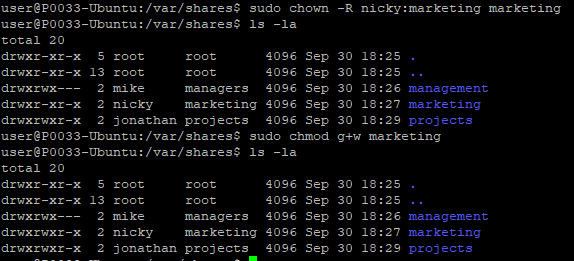 user@P0033-Ubuntu:/var/shares$ sudo chown -R nicky:marketing marketing
user@P0033-Ubuntu:/var/shares$ ls -la
total 20
drwxr-xr-x  5 root     root      4096 Sep 30 18:25 .
drwxr-xr-x 13 root     root      4096 Sep 30 18:25 ..
drwxrwx---  2 mike     managers  4096 Sep 30 18:26 management
drwxr-xr-x  2 nicky    marketing 4096 Sep 30 18:27 marketing
drwxrwxr-x  2 jonathan projects  4096 Sep 30 18:29 projects
user@P0033-Ubuntu:/var/shares$ sudo chmod g+w marketing
user@P0033-Ubuntu:/var/shares$ ls -la
total 20
drwxr-xr-x  5 root     root      4096 Sep 30 18:25 .
drwxr-xr-x 13 root     root      4096 Sep 30 18:25 ..
drwxrwx---  2 mike     managers  4096 Sep 30 18:26 management
drwxrwxr-x  2 nicky    marketing 4096 Sep 30 18:27 marketing
drwxrwxr-x  2 jonathan projects  4096 Sep 30 18:29 projects
user@P0033-Ubuntu:/var/shares$